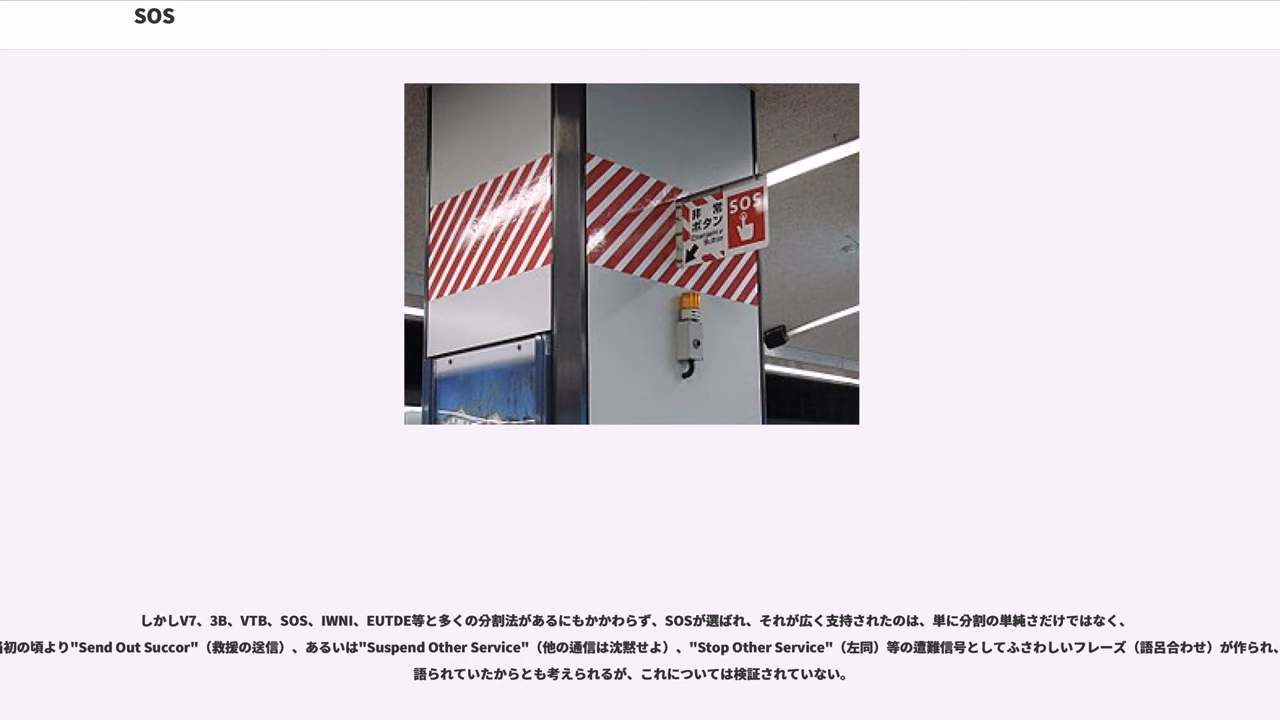 SOS
SOS
非常
ボタン
Emergency
Button
しかしV7、3B、VTB、SOS、IWNI、EUTDE等と多くの分割法があるにもかかわらず、SOSが選ばれ、それが広く支持されたのは、単に分割の単純さだけではなく、
初の頃より"Send Out Succor"（救援の送信）、あるいは"Suspend Other Service"（他の通信は沈黙せよ）、"Stop Other Service"（左同）等の遭難信号としてふさわしいフレーズ（語呂合わせ）が作られ、
語られていたからとも考えられるが、これについては検証されていない。